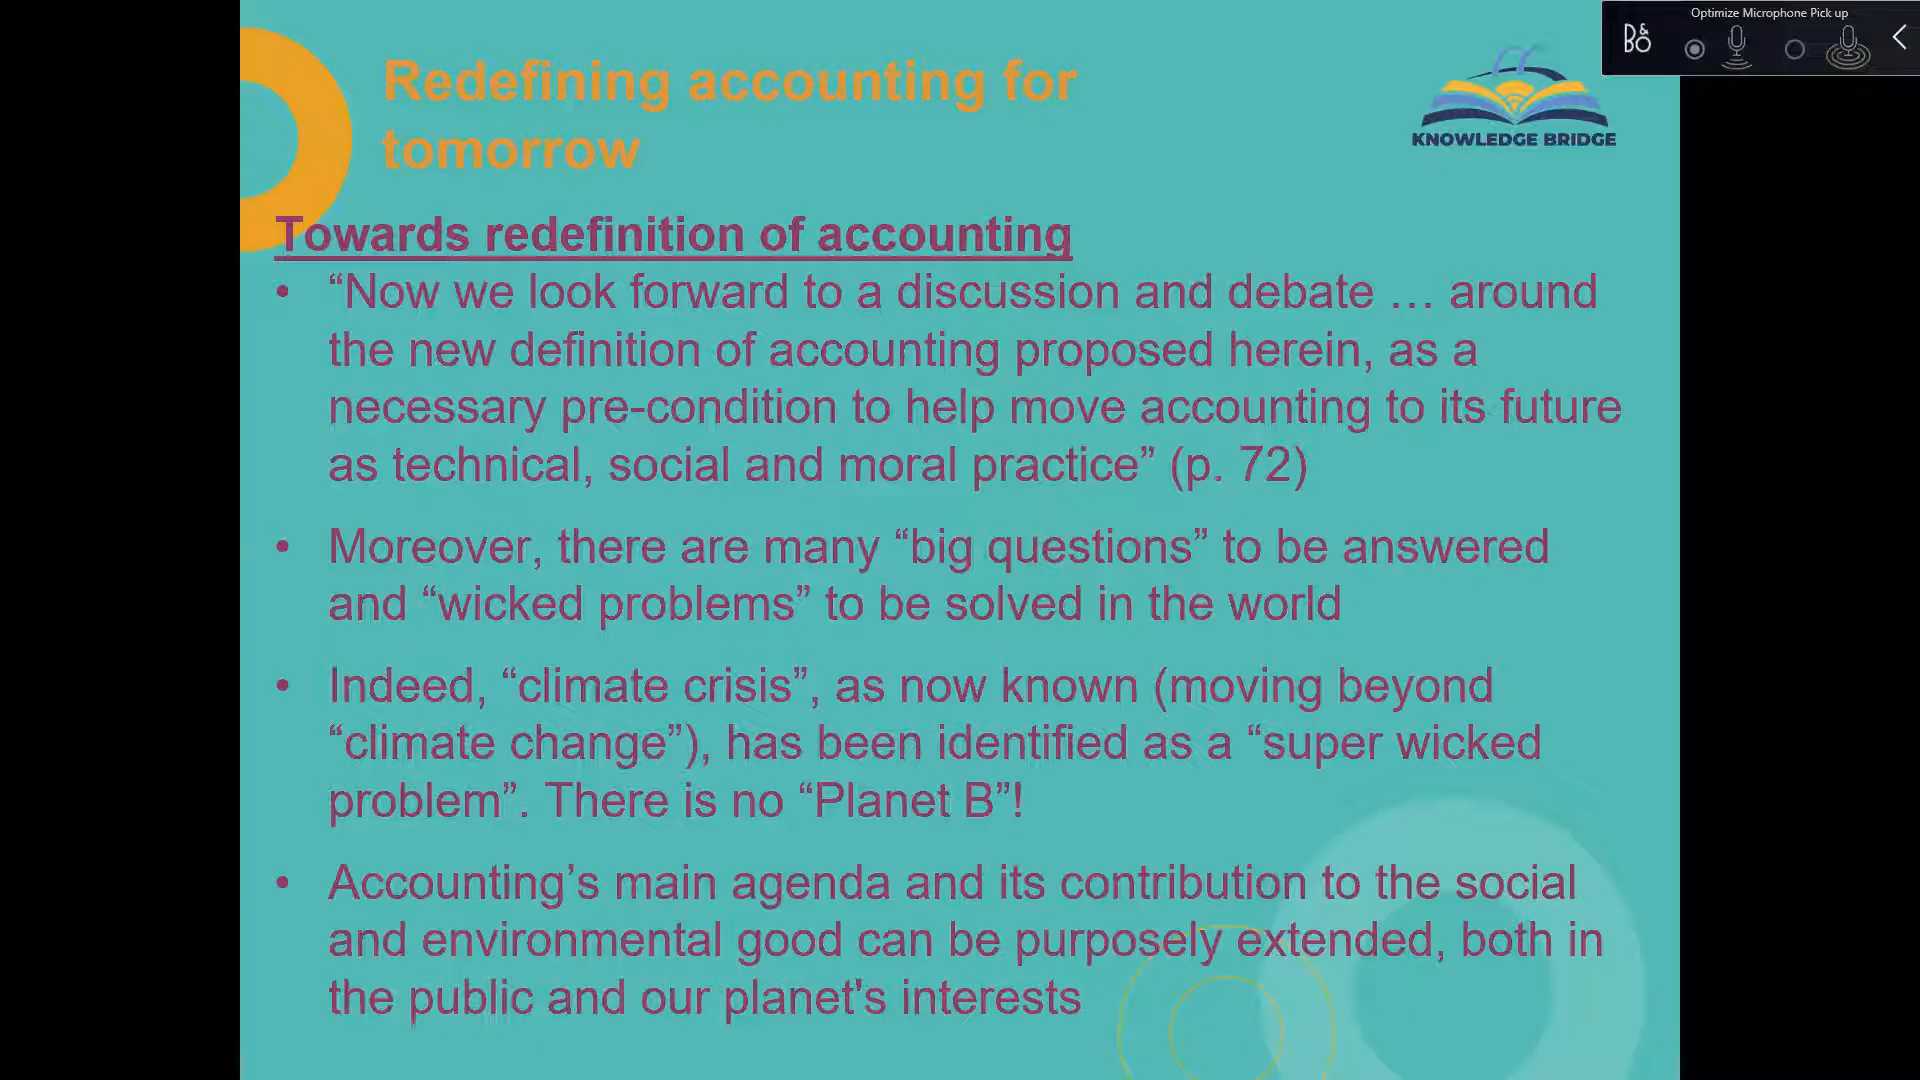 Optimize Microphone Pick up
B&O
Redefining accounting for
tomorrow
KNOWLEDGE BRIDGE
Towards redefinition of accounting
• “Now we look forward to a discussion and debate … around
the new definition of accounting proposed herein, as a
necessary pre-condition to help move accounting to its future
as technical, social and moral practice” (p. 72)
• Moreover, there are many “big questions” to be answered
and “wicked problems” to be solved in the world
• Indeed, “climate crisis”, as now known (moving beyond
“climate change”), has been identified as a “super wicked
problem”. There is no “Planet B”!
• Accounting’s main agenda and its contribution to the social
and environmental good can be purposely extended, both in
the public and our planet's interests